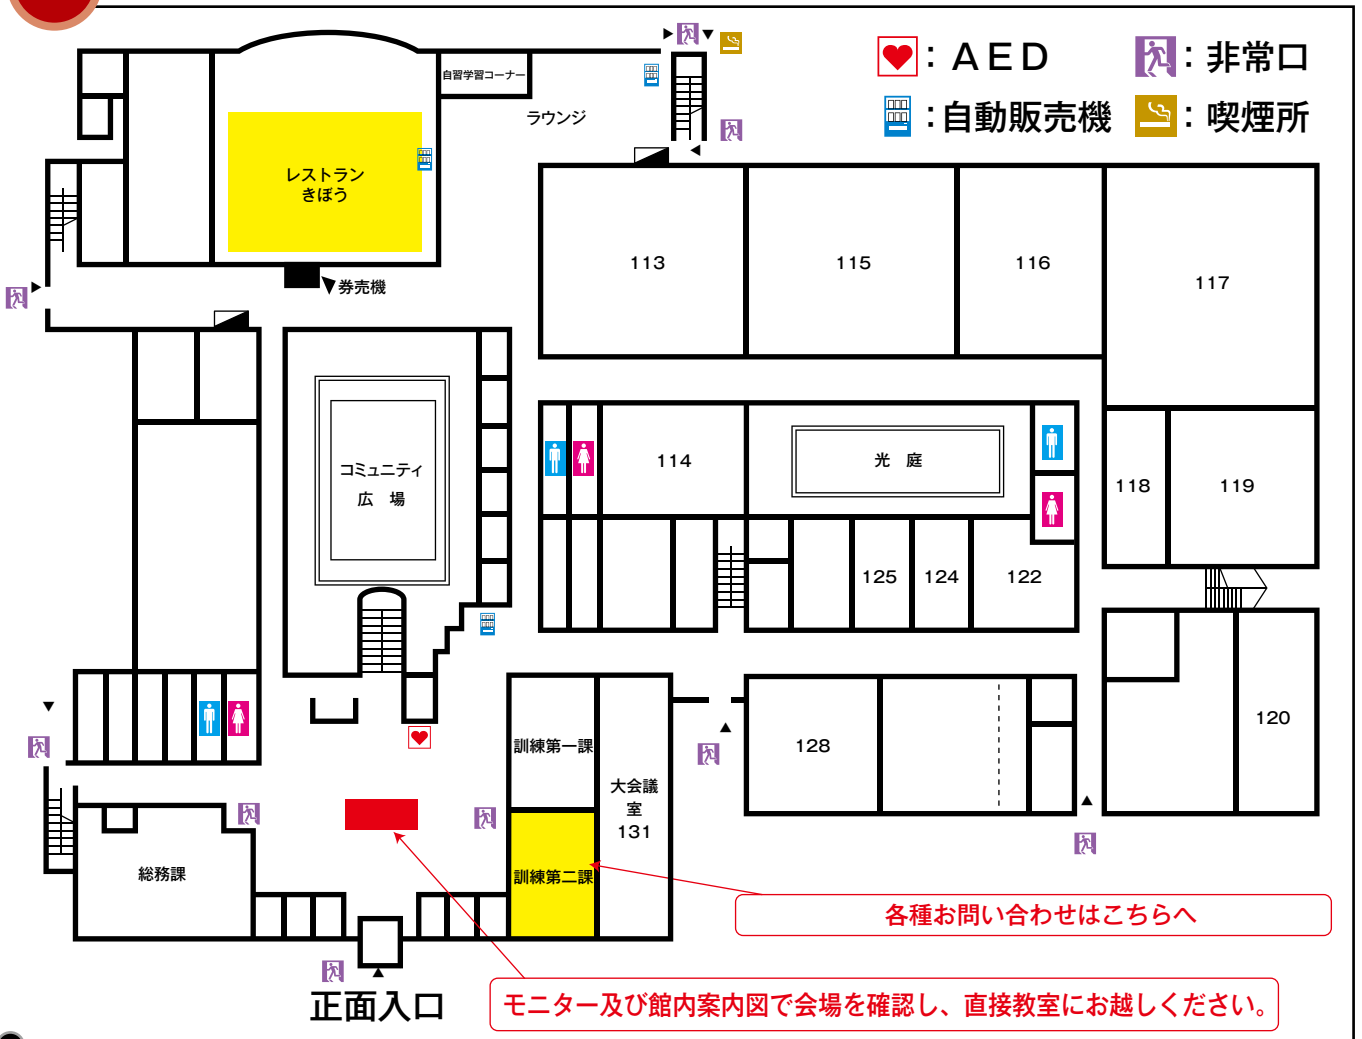 ：ＡＥＤ
：非常口
：自動販売機
：喫煙所
自習学習コーナー
ラウンジ
レストラン
きぼう
券売機
113
115
116
117
コミュニティ
広　場
114
光　庭
118
119
125
124
122
120
128
訓練第一課
大会議
室
131
訓練第二課
総務課
各種お問い合わせはこちらへ
正面入口
モニター及び館内案内図で会場を確認し、直接教室にお越しください。